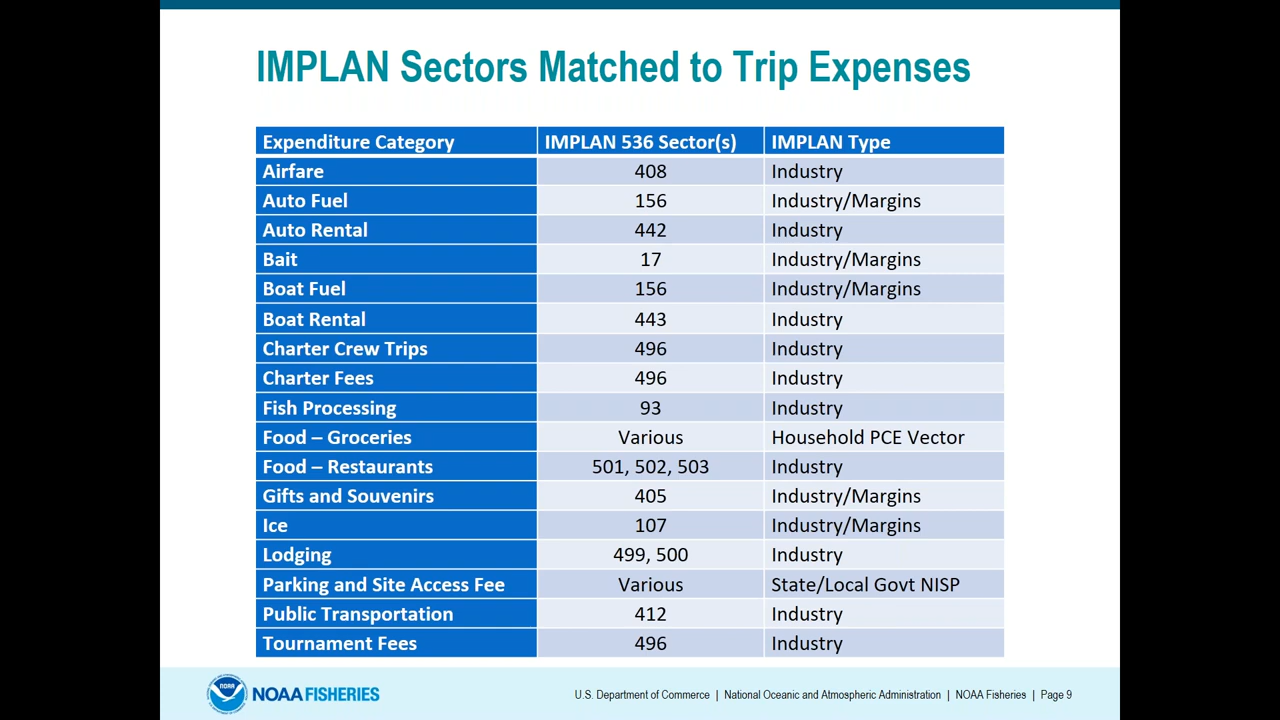 IMPLAN Sectors Matched to Trip Expenses
Expenditure Category IMPLAN 536 Sector(s) IMPLAN Type
Airfare 408 Industry
Auto Fuel 156 Industry/Margins
Auto Rental 442 Industry
Bait 17 Industry/Margins
Boat Fuel 156 Industry/Margins
Boat Rental 443 Industry
Charter Crew Trips 496 Industry
Charter Fees 496 Industry
Fish Processing 93 Industry
Food – Groceries Various Household PCE Vector
Food – Restaurants 501, 502, 503 Industry
Gifts and Souvenirs 405 Industry/Margins
Ice 107 Industry/Margins
Lodging 499, 500 Industry
Parking and Site Access Fee Various State/Local Govt NISP
Public Transportation 412 Industry
Tournament Fees 496 Industry
NOAA
NOAA FISHERIES
U.S. Department of Commerce | National Oceanic and Atmospheric Administration | NOAA Fisheries | Page 9